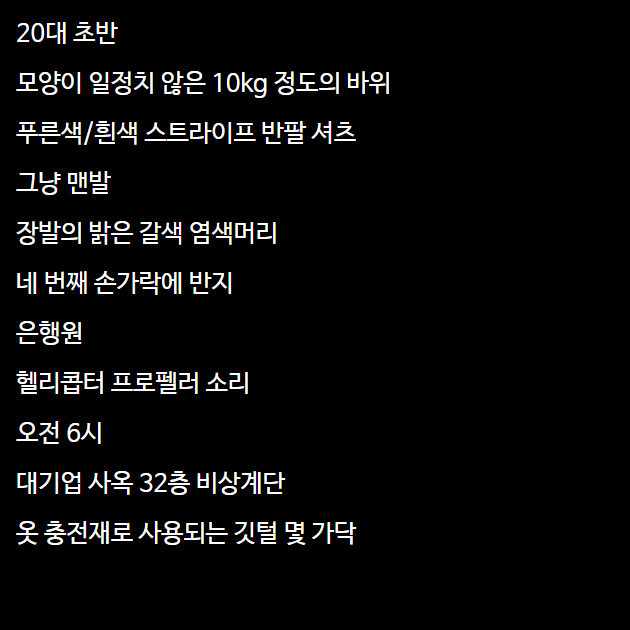 20대 초반
모양이 일정치 않은 10kg 정도의 바위
푸른색/흰색 스트라이프 반팔 셔츠
그냥 맨발
장발의 밝은 갈색 염색머리
네 번째 손가락에 반지
은행원
헬리콥터 프로펠러 소리
오전 6시
대기업 사옥 32층 비상계단
옷 충전재로 사용되는 깃털 몇 가닥